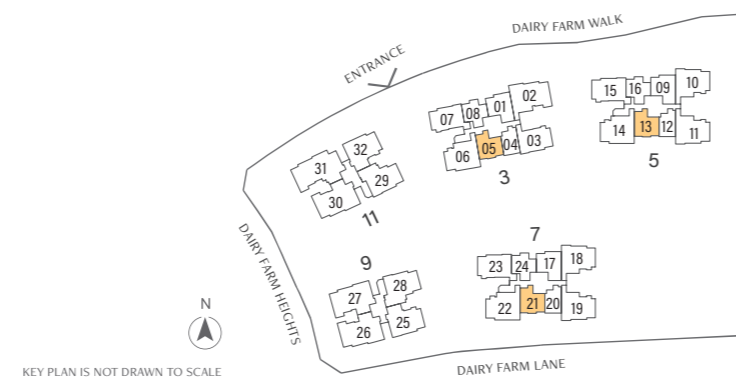 DAIRY FARM WALK
ENTRANCE
15 16 09 10
14 13 12 11
5
07 08 01 02
06 05 04 03
3
31 32
30 29
11
7
23 24 17 18
22 21 20 19
9
27 28
26 25
DAIRY FARM HEIGHTS
N
DAIRY FARM LANE
KEY PLAN IS NOT DRAWN TO SCALE